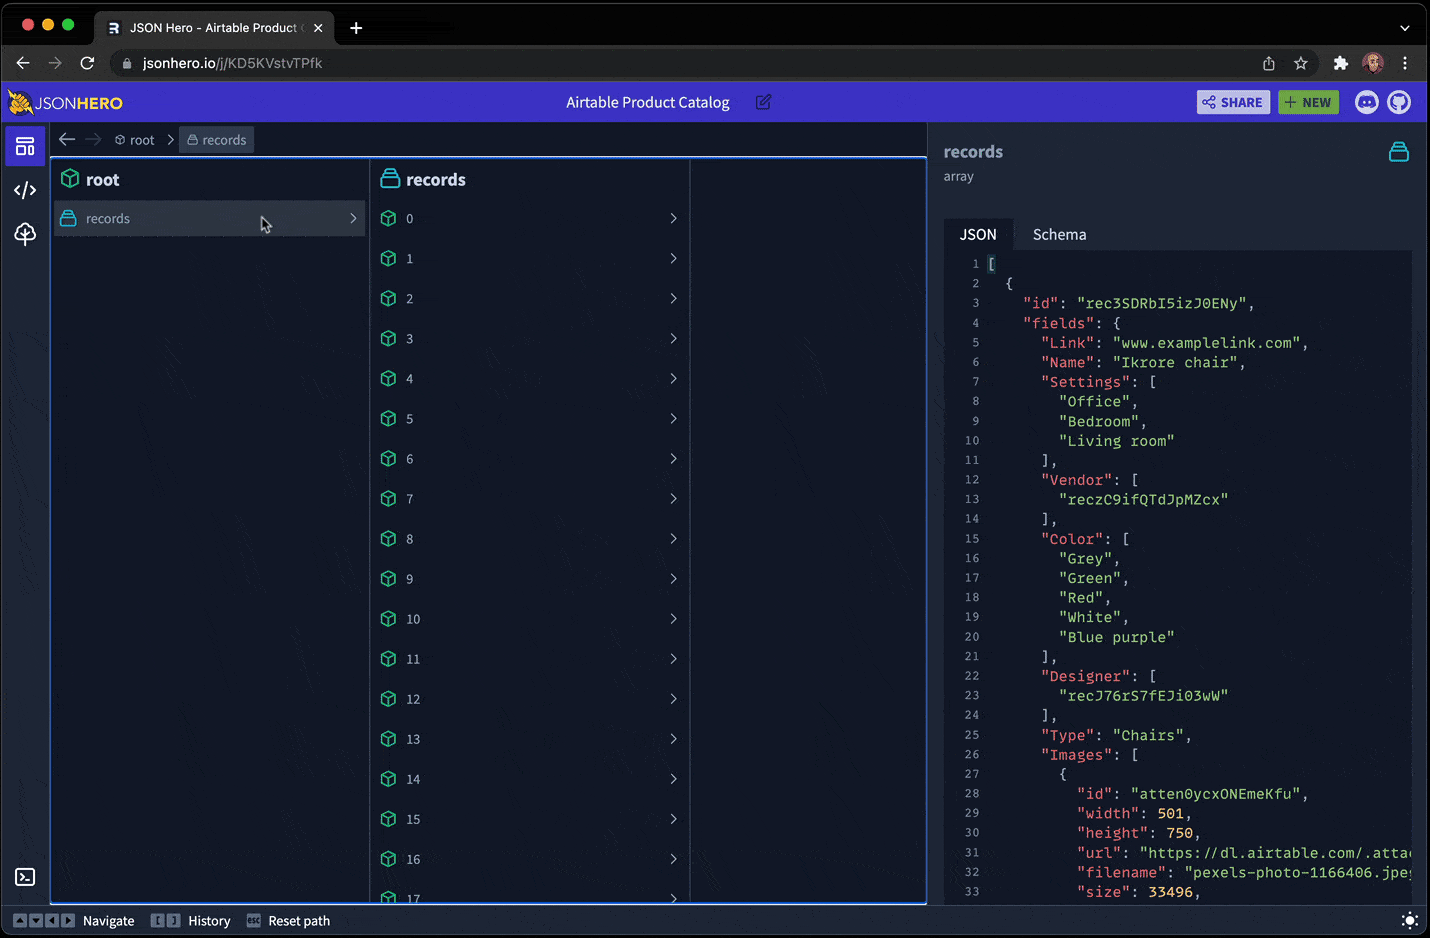 JSON Hero - Airtable Product
jsonhero.io/j/KD5KVstvTPfk
JSONHERO
Airtable Product Catalog
SHARE
NEW
root
records
root
records
records
0
1
2
3
4
5
6
7
8
9
10
11
12
13
14
15
16
17
records
array
JSON Schema
1 [
2 {
3 "id": "rec3SDRbI5izJ0ENy",
4 "fields": {
5 "Link": "www.examplelink.com",
6 "Name": "Ikrore chair",
7 "Settings": [
8 "Office",
9 "Bedroom",
10 "Living room"
11 ],
12 "Vendor": [
13 "reczC9ifQTdJpMZcx"
14 ],
15 "Color": [
16 "Grey",
17 "Green",
18 "Red",
19 "White",
20 "Blue purple"
21 ],
22 "Designer": [
23 "recJ76rS7fEJi03wW"
24 ],
25 "Type": "Chairs",
26 "Images": [
27 {
28 "id": "atten0ycxONEmeKfu",
29 "width": 501,
30 "height": 750,
31 "url": "https://dl.airtable.com/.attac
32 "filename": "pexels-photo-1166406.jpeg
33 "size": 33496,
Navigate
[ ] History
esc Reset path